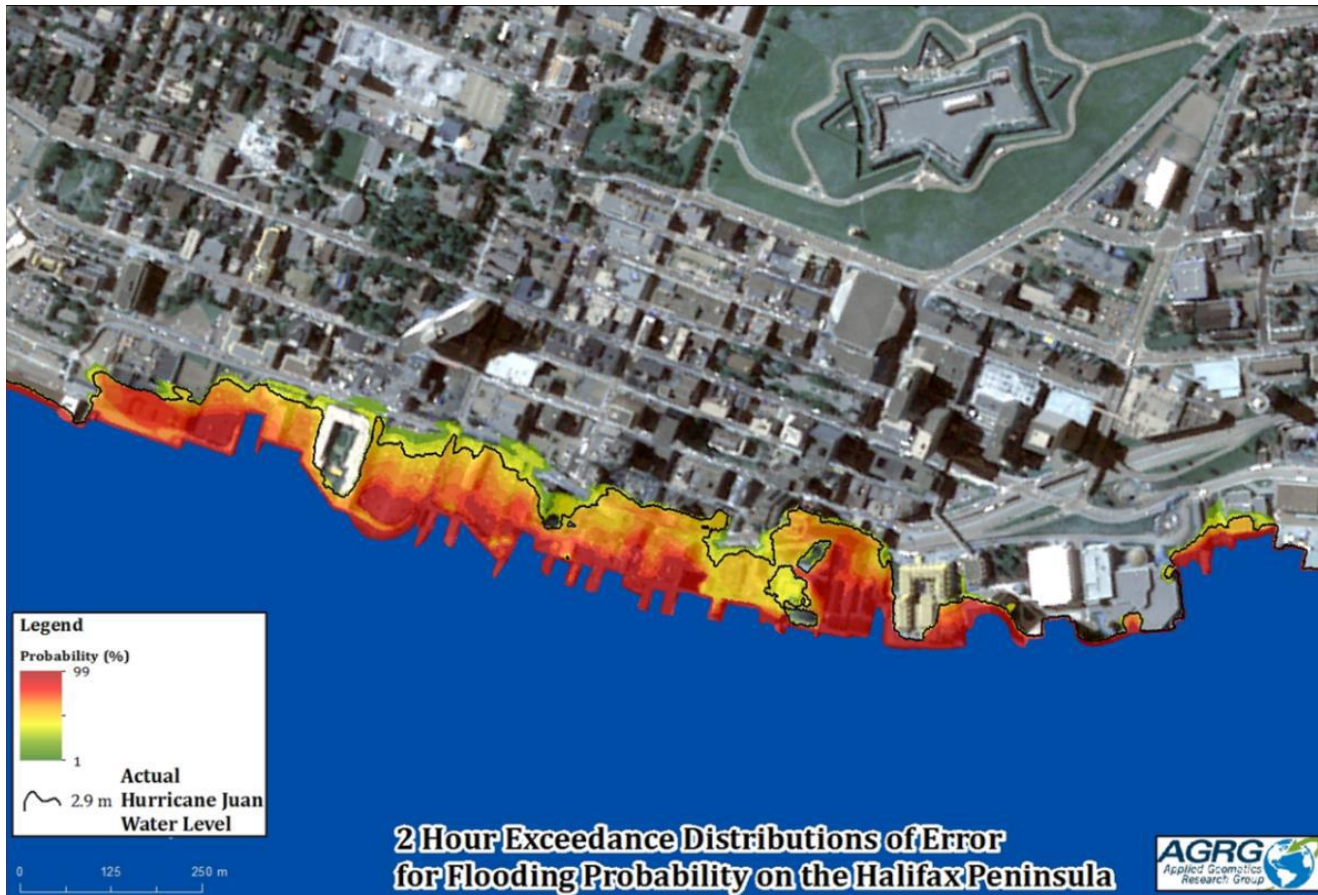 Legend
Probability (%)
99
1
Actual
2.9 m Hurricane Juan
Water Level
0 125 250 m
2 Hour Exceedance Distributions of Error
for Flooding Probability on the Halifax Peninsula
AGRG
Applied Geomatics
Research Group